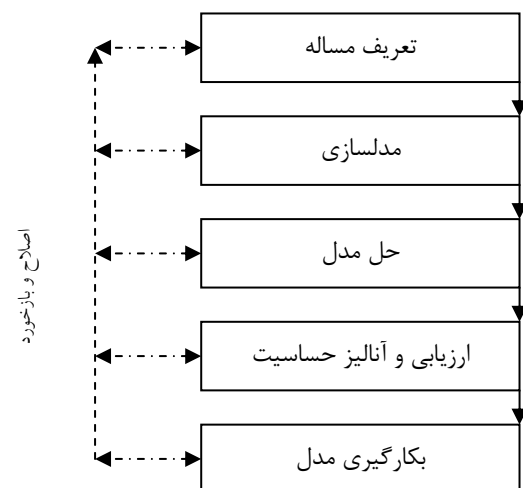 تعریف مساله
مدلسازی
حل مدل
ارزیابی و آنالیز حساسیت
بکارگیری مدل
اصلاح و بازخورد